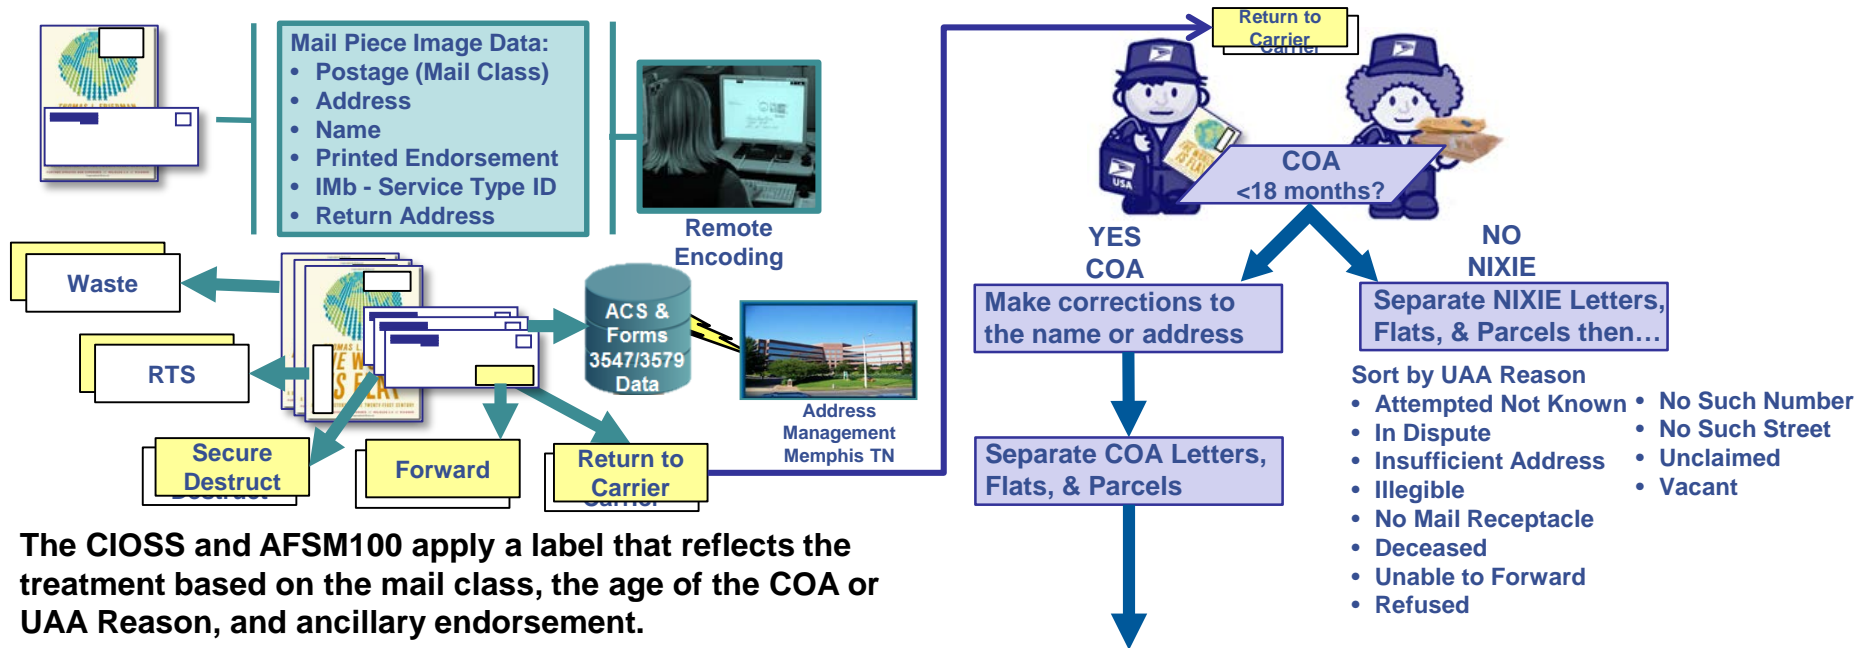 Mail Piece Image Data:
• Postage (Mail Class)
• Address
• Name
• Printed Endorsement
• IMb - Service Type ID
• Return Address
Remote
Encoding
Waste
RTS
Secure
Destruct
Forward
Return to
Carrier
ACS &
Forms
3547/3579
Data
Address
Management
Memphis TN
The CIOSS and AFSM100 apply a label that reflects the
treatment based on the mail class, the age of the COA or
UAA Reason, and ancillary endorsement.
Return to
Carrier
Carrier
USA
COA
<18 months?
YES
COA
NO
NIXIE
Make corrections to
the name or address
Separate COA Letters,
Flats, & Parcels
Separate NIXIE Letters,
Flats, & Parcels then…
Sort by UAA Reason
• Attempted Not Known
• In Dispute
• Insufficient Address
• Illegible
• No Mail Receptacle
• Deceased
• Unable to Forward
• Refused
• No Such Number
• No Such Street
• Unclaimed
• Vacant